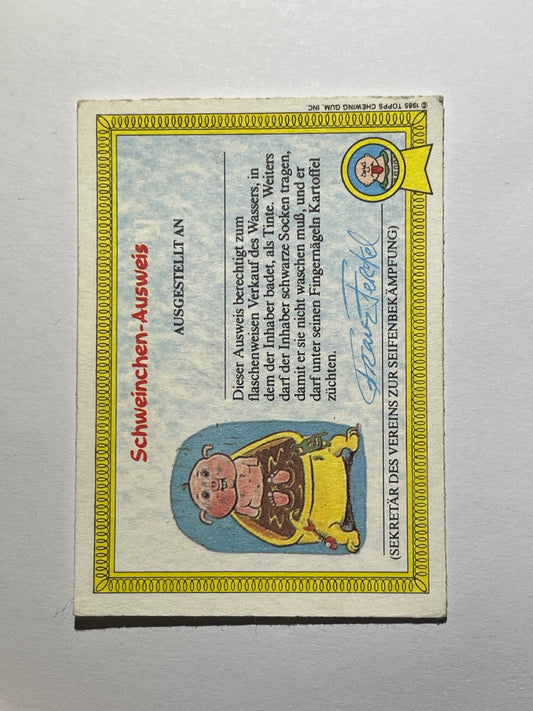 Schweinchen-Ausweis
AUSGESTELLT AN
Dieser Ausweis berechtigt zum
flaschenweisen Verkauf des Wassers, in
dem der Inhaber badet, als Tinte. Weiters
darf der Inhaber schwarze Socken tragen,
damit er sie nicht waschen muß, und er
darf unter seinen Fingernägeln Kartoffel
züchten.
Franz Ferkel
(SEKRETÄR DES VEREINS ZUR SEIFENBEKÄMPFUNG)
© 1985 TOPPS CHEWING GUM, INC.